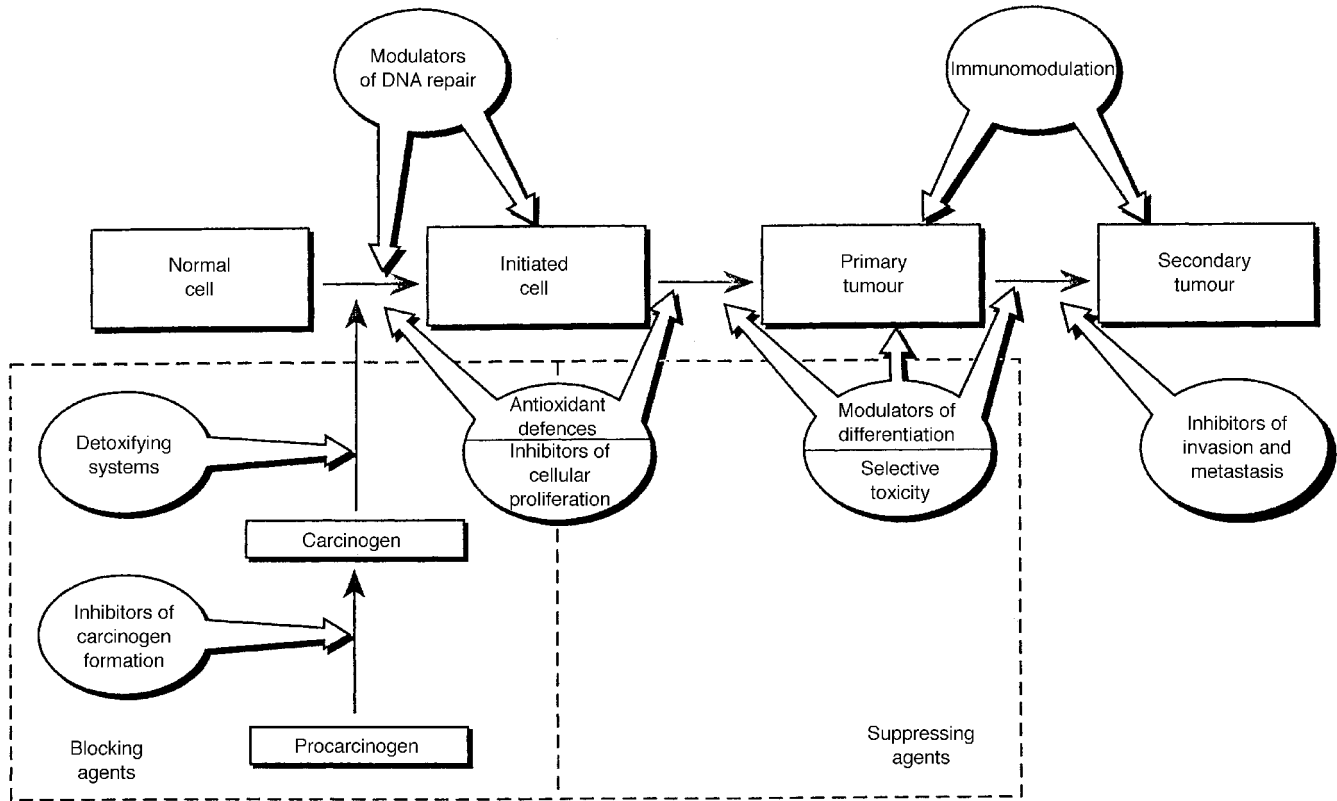 Modulators
of DNA repair
Immunomodulation
Normal
cell
Initiated
cell
Primary
tumour
Secondary
tumour
Detoxifying
systems
Antioxidant
defences
Inhibitors of
cellular
proliferation
Modulators of
differentiation
Selective
toxicity
Inhibitors of
invasion and
metastasis
Carcinogen
Inhibitors of
carcinogen
formation
Procarcinogen
Blocking
agents
Suppressing
agents